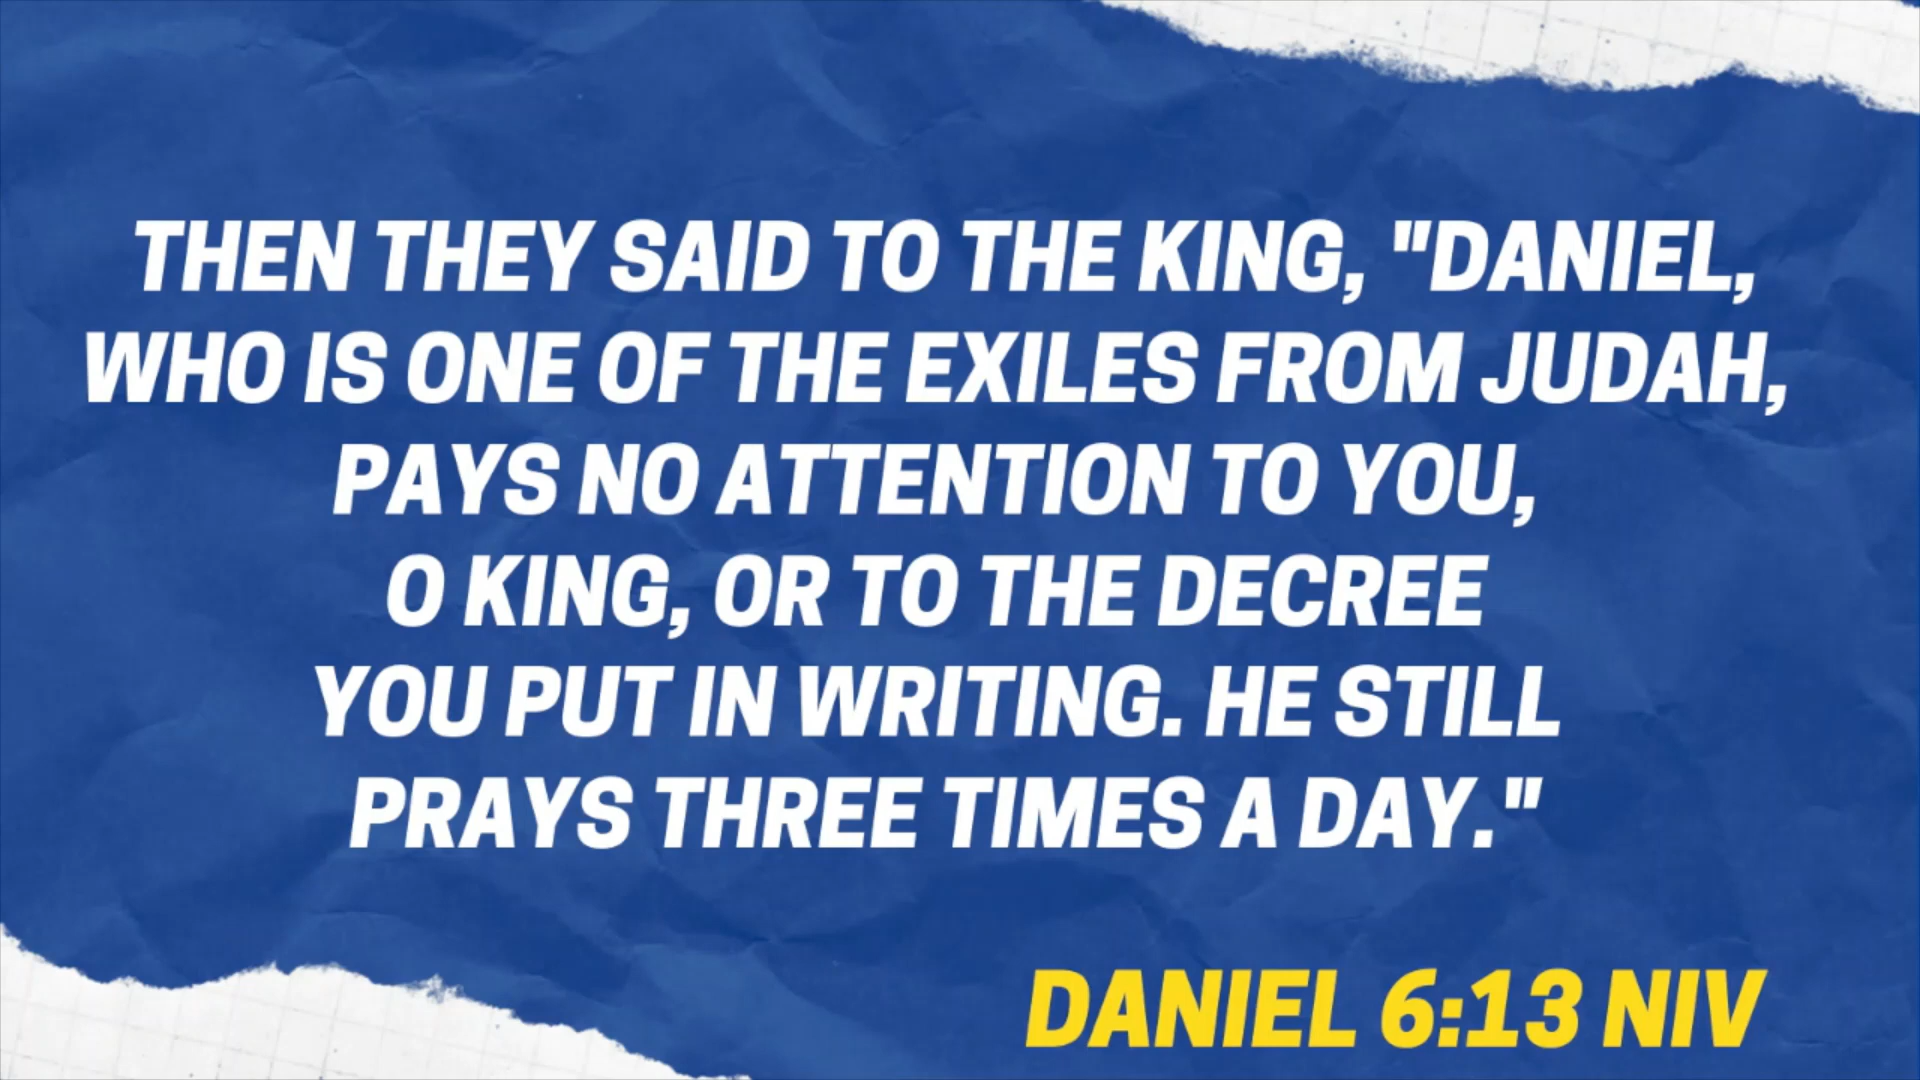 THEN THEY SAID TO THE KING, "DANIEL,
WHO IS ONE OF THE EXILES FROM JUDAH,
PAYS NO ATTENTION TO YOU,
O KING, OR TO THE DECREE
YOU PUT IN WRITING. HE STILL
PRAYS THREE TIMES A DAY."
DANIEL 6:13 NIV